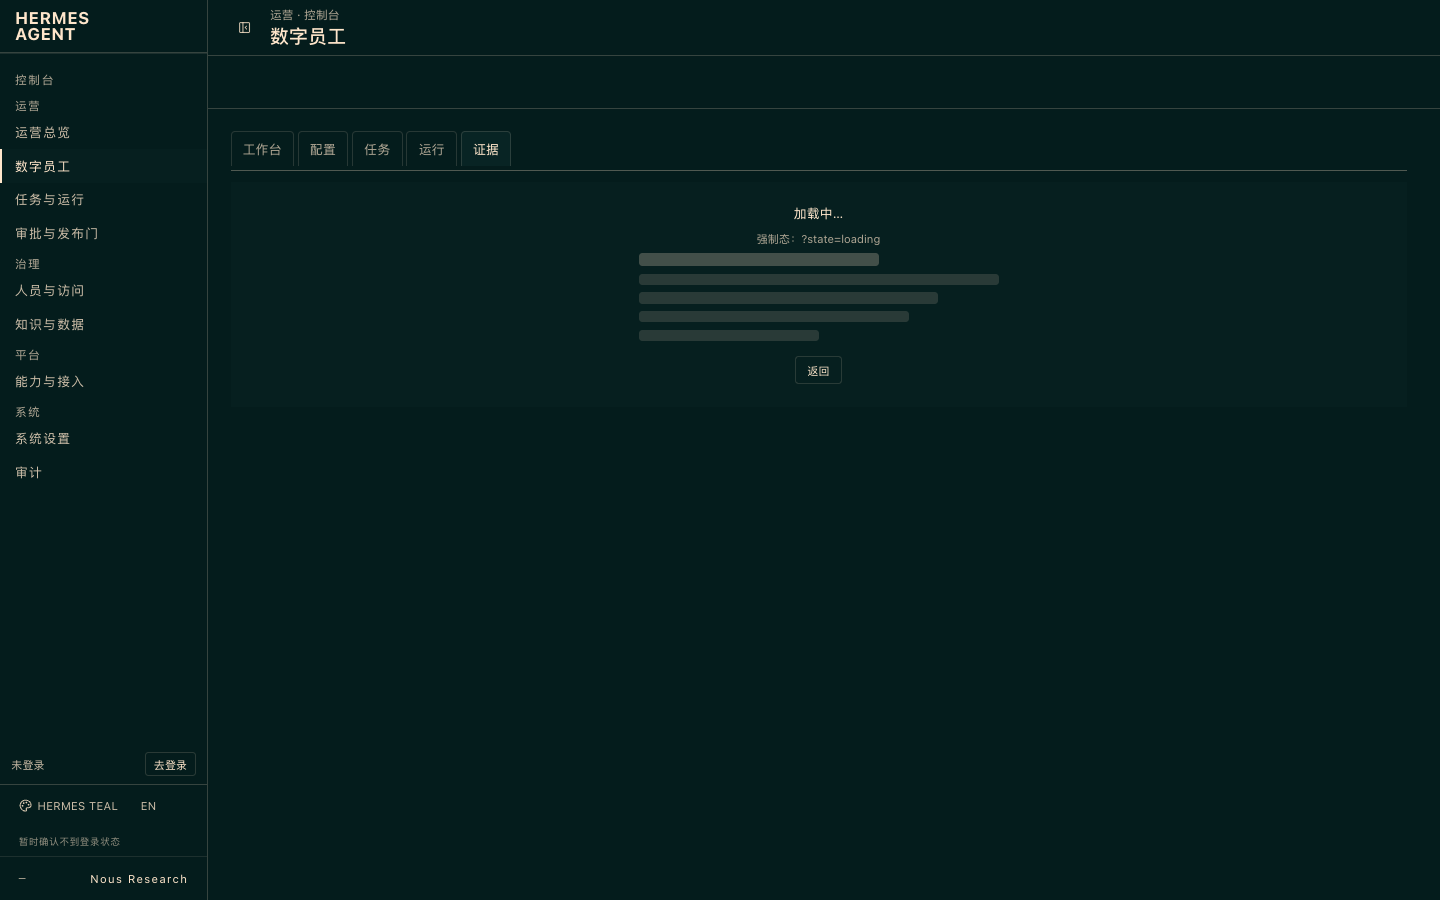 HERMES
AGENT
控制台
运营
运营总览
数字员工
任务与运行
审批与发布门
治理
人员与访问
知识与数据
平台
能力与接入
系统
系统设置
审计
未登录
去登录
HERMES TEAL
EN
暂时确认不到登录状态
—
Nous Research
运营 · 控制台
数字员工
工作台
配置
任务
运行
证据
加载中…
强制态：?state=loading
返回